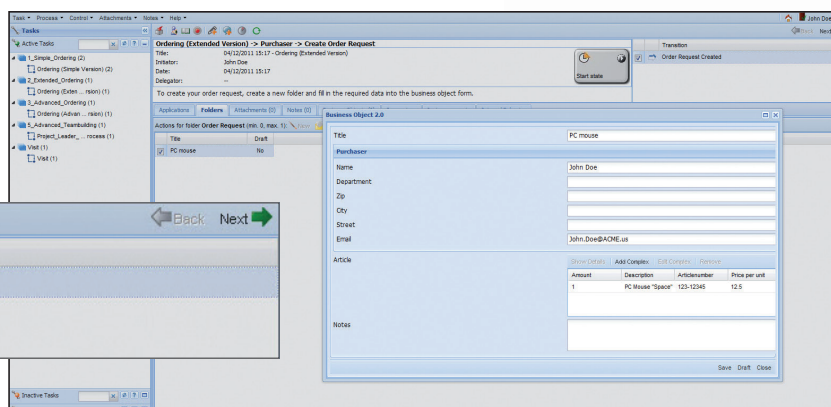 Task Process Control Attachments Notes Help
John Doe
Tasks
Back Next
Active Tasks
1_Simple_Ordering (2)
Ordering (Simple Version) (2)
2_Extended_Ordering (1)
Ordering (Exten ... rsion) (1)
3_Advanced_Ordering (1)
Ordering (Advan ... rsion) (1)
5_Advanced_Teambuilding (1)
Project_Leader_ ... rocess (1)
Visit (1)
Visit (1)
Inactive Tasks
Ordering (Extended Version) -> Purchaser -> Create Order Request
Title: 04/12/2011 15:17 - Ordering (Extended Version)
Initiator: John Doe
Date: 04/12/2011 15:17
Delegator: --
Start state
To create your order request, create a new folder and fill in the required data into the business object form.
Transition
Order Request Created
Applications Folders Attachments (0) Notes (0)
Actions for folder Order Request (min. 0, max. 1): New
Title Draft
PC mouse No
Back Next
Business Object 2.0
Title PC mouse
Purchaser
Name John Doe
Department
Zip
City
Street
Email John.Doe@ACME.us
Article
Show Details Add Complex Edit Complex Remove
Amount Description Articlenumber Price per unit
1 PC Mouse "Space" 123-12345 12.5
Notes
Save Draft Close